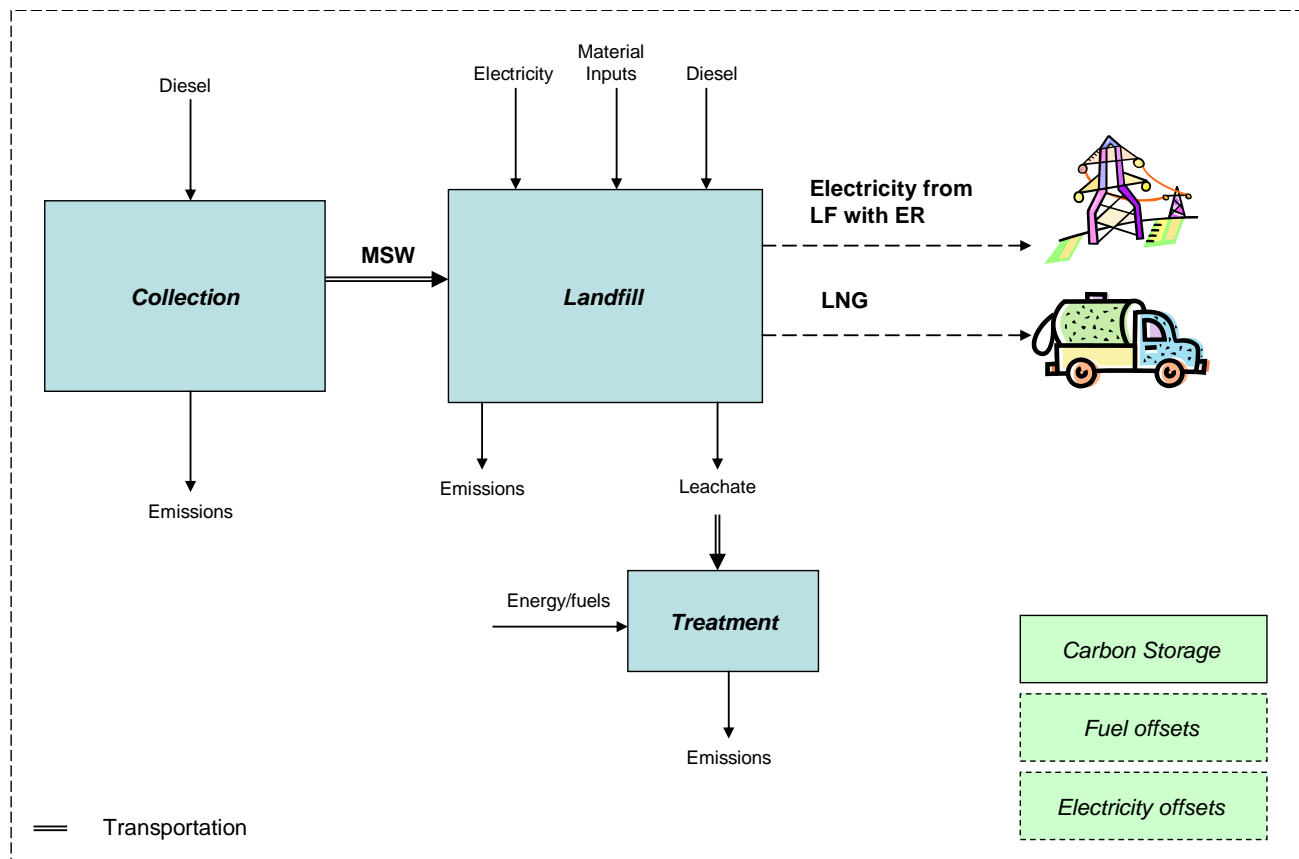 Diesel
Electricity
Material
Inputs
Diesel
Collection
MSW
Landfill
Electricity from
LF with ER
LNG
Emissions
Emissions
Leachate
Energy/fuels
Treatment
Emissions
Carbon Storage
Fuel offsets
Electricity offsets
Transportation